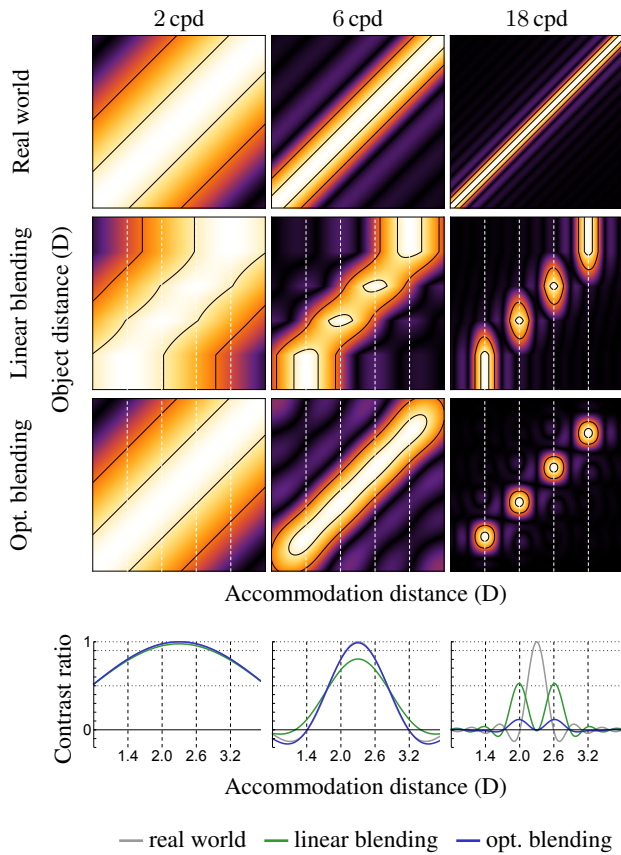 2 cpd 6 cpd 18 cpd
Real world
Linear blending
Object distance (D)
Opt. blending
Accommodation distance (D)
Contrast ratio
1
0
1.4 2.0 2.6 3.2 1.4 2.0 2.6 3.2 1.4 2.0 2.6 3.2
Accommodation distance (D)
real world linear blending opt. blending